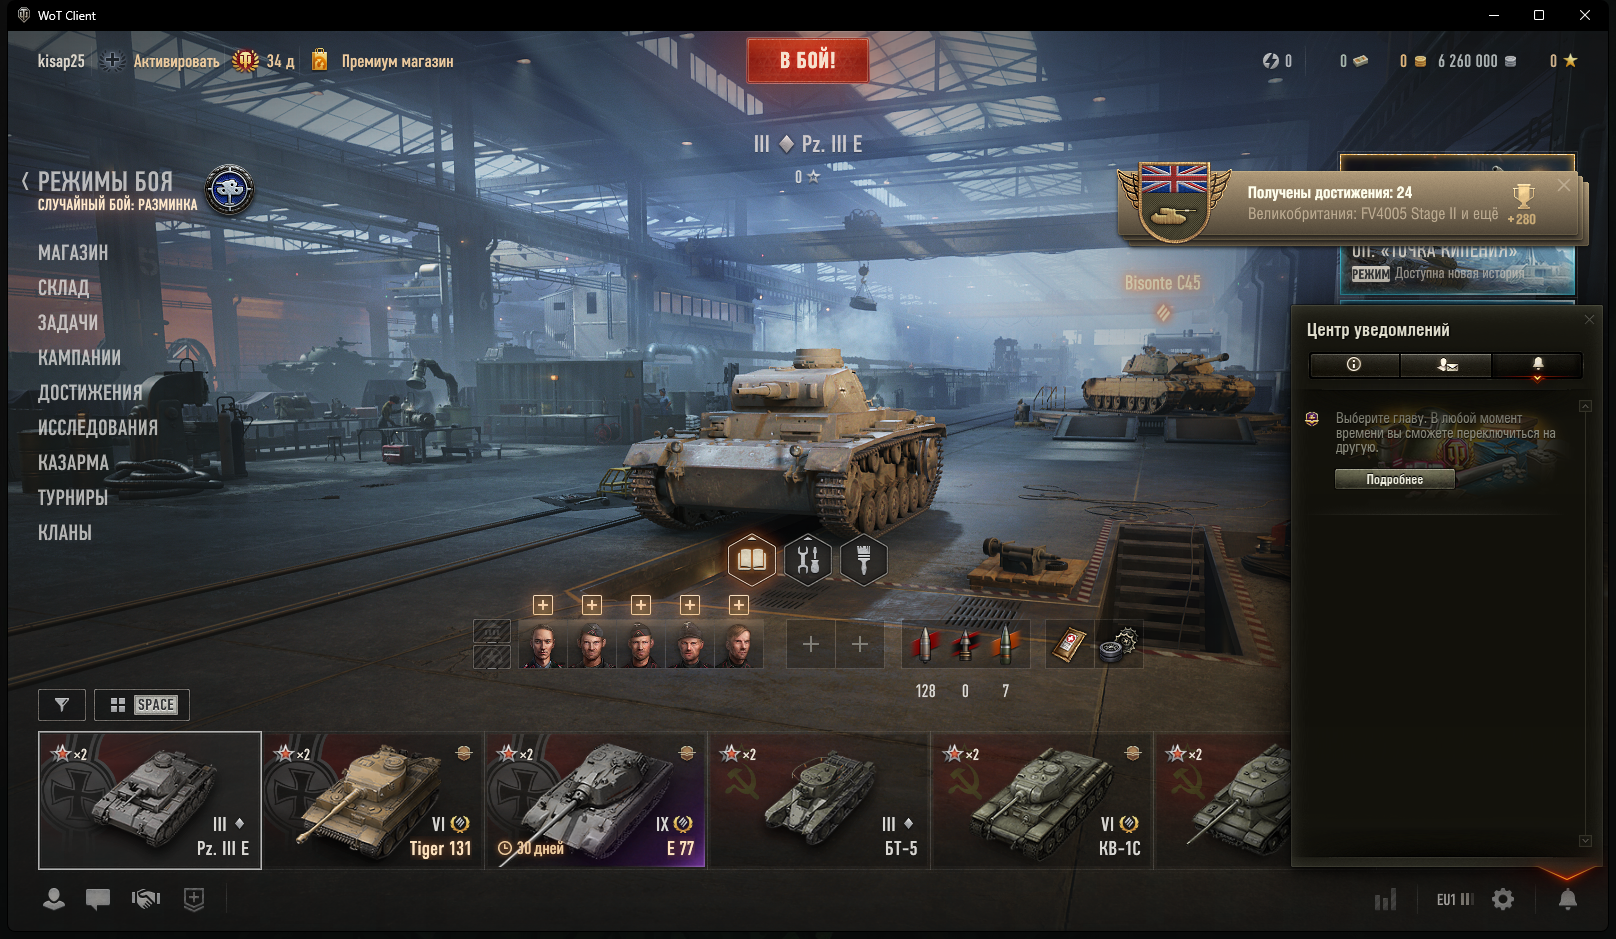 WoT Client
kisap25
Активировать
34 д
Премиум магазин
В БОЙ!
0
0
0
6 260 000
0
III Pz. III E
0
РЕЖИМЫ БОЯ
СЛУЧАЙНЫЙ БОЙ: РАЗМИНКА
МАГАЗИН
СКЛАД
ЗАДАЧИ
КАМПАНИИ
ДОСТИЖЕНИЯ
ИССЛЕДОВАНИЯ
КАЗАРМА
ТУРНИРЫ
КЛАНЫ
Получены достижения: 24
Великобритания: FV4005 Stage II и ещё
+280
ОП. «ТОЧКА КИПЕНИЯ»
РЕЖИМ Доступна новая история
Bisonte C45
Центр уведомлений
Выберите главу. В любой момент
времени вы сможете переключиться на
другую.
Подробнее
128
0
7
SPACE
×2
III
Pz. III E
×2
VI
Tiger 131
×2
IX
30 дней
E 77
×2
III
БТ-5
×2
VI
КВ-1С
×2
EU1